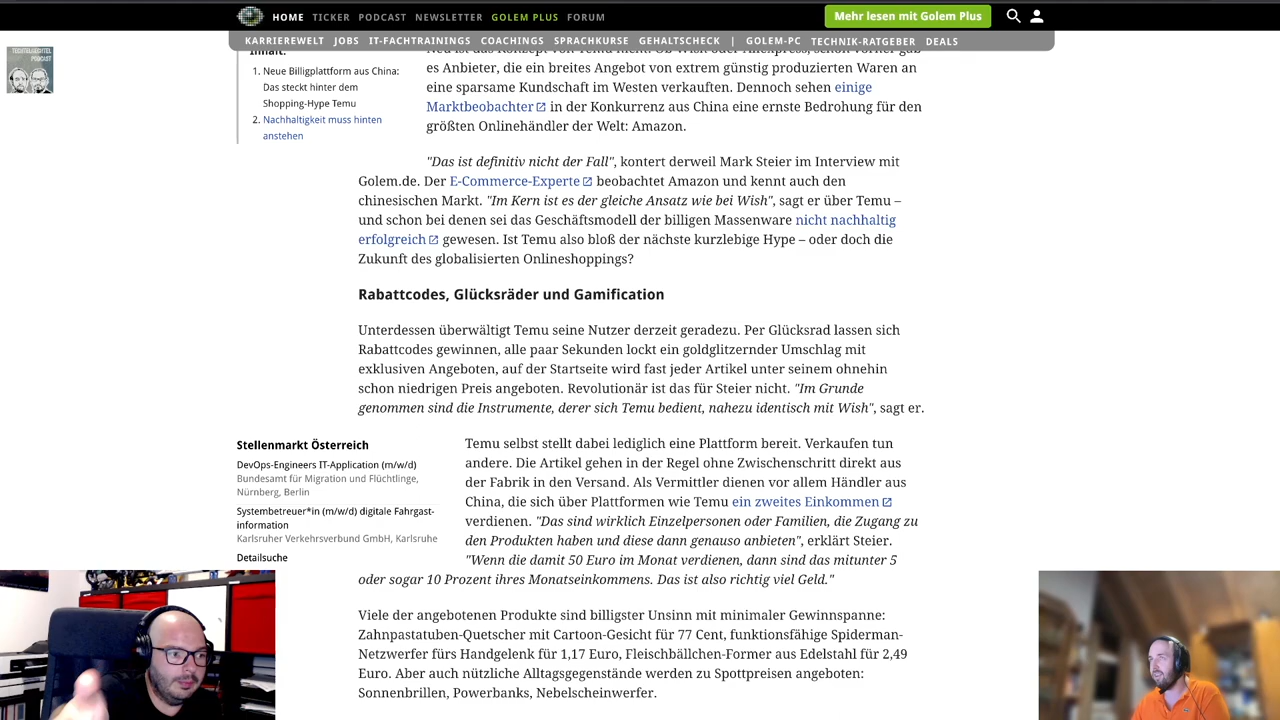 HOME TICKER PODCAST NEWSLETTER GOLEM PLUS FORUM
Mehr lesen mit Golem Plus
KARRIEREWELT JOBS IT-FACHTRAININGS COACHINGS SPRACHKURSE GEHALTSCHECK | GOLEM-PC TECHNIK-RATGEBER DEALS
PODCAST
Inhalt:
1. Neue Billigplattform aus China:
Das steckt hinter dem
Shopping-Hype Temu
2. Nachhaltigkeit muss hinten
anstehen
es Anbieter, die ein breites Angebot von extrem günstig produzierten Waren an
eine sparsame Kundschaft im Westen verkauften. Dennoch sehen einige
Marktbeobachter in der Konkurrenz aus China eine ernste Bedrohung für den
größten Onlinehändler der Welt: Amazon.
"Das ist definitiv nicht der Fall", kontert derweil Mark Steier im Interview mit
Golem.de. Der E-Commerce-Experte beobachtet Amazon und kennt auch den
chinesischen Markt. "Im Kern ist es der gleiche Ansatz wie bei Wish", sagt er über Temu –
und schon bei denen sei das Geschäftsmodell der billigen Massenware nicht nachhaltig
erfolgreich gewesen. Ist Temu also bloß der nächste kurzlebige Hype – oder doch die
Zukunft des globalisierten Onlineshoppings?
Rabattcodes, Glücksräder und Gamification
Unterdessen überwältigt Temu seine Nutzer derzeit geradezu. Per Glücksrad lassen sich
Rabattcodes gewinnen, alle paar Sekunden lockt ein goldglitzernder Umschlag mit
exklusiven Angeboten, auf der Startseite wird fast jeder Artikel unter seinem ohnehin
schon niedrigen Preis angeboten. Revolutionär ist das für Steier nicht. "Im Grunde
genommen sind die Instrumente, derer sich Temu bedient, nahezu identisch mit Wish", sagt er.
Stellenmarkt Österreich
DevOps-Engineers IT-Application (m/w/d)
Bundesamt für Migration und Flüchtlinge,
Nürnberg, Berlin
Systembetreuer*in (m/w/d) digitale Fahrgast-
information
Karlsruher Verkehrsverbund GmbH, Karlsruhe
Detailsuche
Temu selbst stellt dabei lediglich eine Plattform bereit. Verkaufen tun
andere. Die Artikel gehen in der Regel ohne Zwischenschritt direkt aus
der Fabrik in den Versand. Als Vermittler dienen vor allem Händler aus
China, die sich über Plattformen wie Temu ein zweites Einkommen
verdienen. "Das sind wirklich Einzelpersonen oder Familien, die Zugang zu
den Produkten haben und diese dann genauso anbieten", erklärt Steier.
"Wenn die damit 50 Euro im Monat verdienen, dann sind das mitunter 5
oder sogar 10 Prozent ihres Monatseinkommens. Das ist also richtig viel Geld."
Viele der angebotenen Produkte sind billigster Unsinn mit minimaler Gewinnspanne:
Zahnpastatuben-Quetscher mit Cartoon-Gesicht für 77 Cent, funktionsfähige Spiderman-
Netzwerfer fürs Handgelenk für 1,17 Euro, Fleischbällchen-Former aus Edelstahl für 2,49
Euro. Aber auch nützliche Alltagsgegenstände werden zu Spottpreisen angeboten:
Sonnenbrillen, Powerbanks, Nebelscheinwerfer.